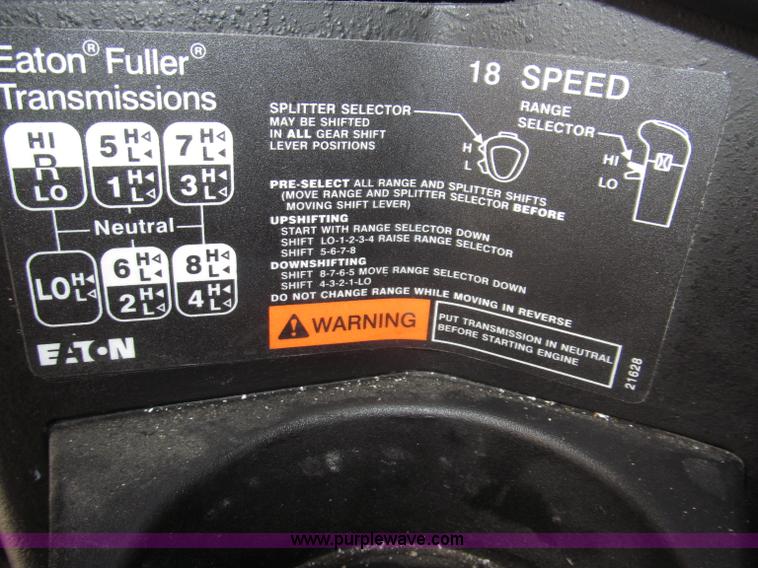 Eaton® Fuller®
Transmissions
18 SPEED
HI
R
LO
5 H L
1 H L
7 H L
3 H L
Neutral
LO H L
6 H L
2 H L
8 H L
4 H L
EATON
SPLITTER SELECTOR
MAY BE SHIFTED
IN ALL GEAR SHIFT
LEVER POSITIONS
H
L
RANGE
SELECTOR
HI
LO
PRE-SELECT ALL RANGE AND SPLITTER SHIFTS
(MOVE RANGE AND SPLITTER SELECTOR BEFORE
MOVING SHIFT LEVER)
UPSHIFTING
START WITH RANGE SELECTOR DOWN
SHIFT LO-1-2-3-4 RAISE RANGE SELECTOR
SHIFT 5-6-7-8
DOWNSHIFTING
SHIFT 8-7-6-5 MOVE RANGE SELECTOR DOWN
SHIFT 4-3-2-1-LO
DO NOT CHANGE RANGE WHILE MOVING IN REVERSE
WARNING
PUT TRANSMISSION IN NEUTRAL
BEFORE STARTING ENGINE
21628
www.purplewave.com